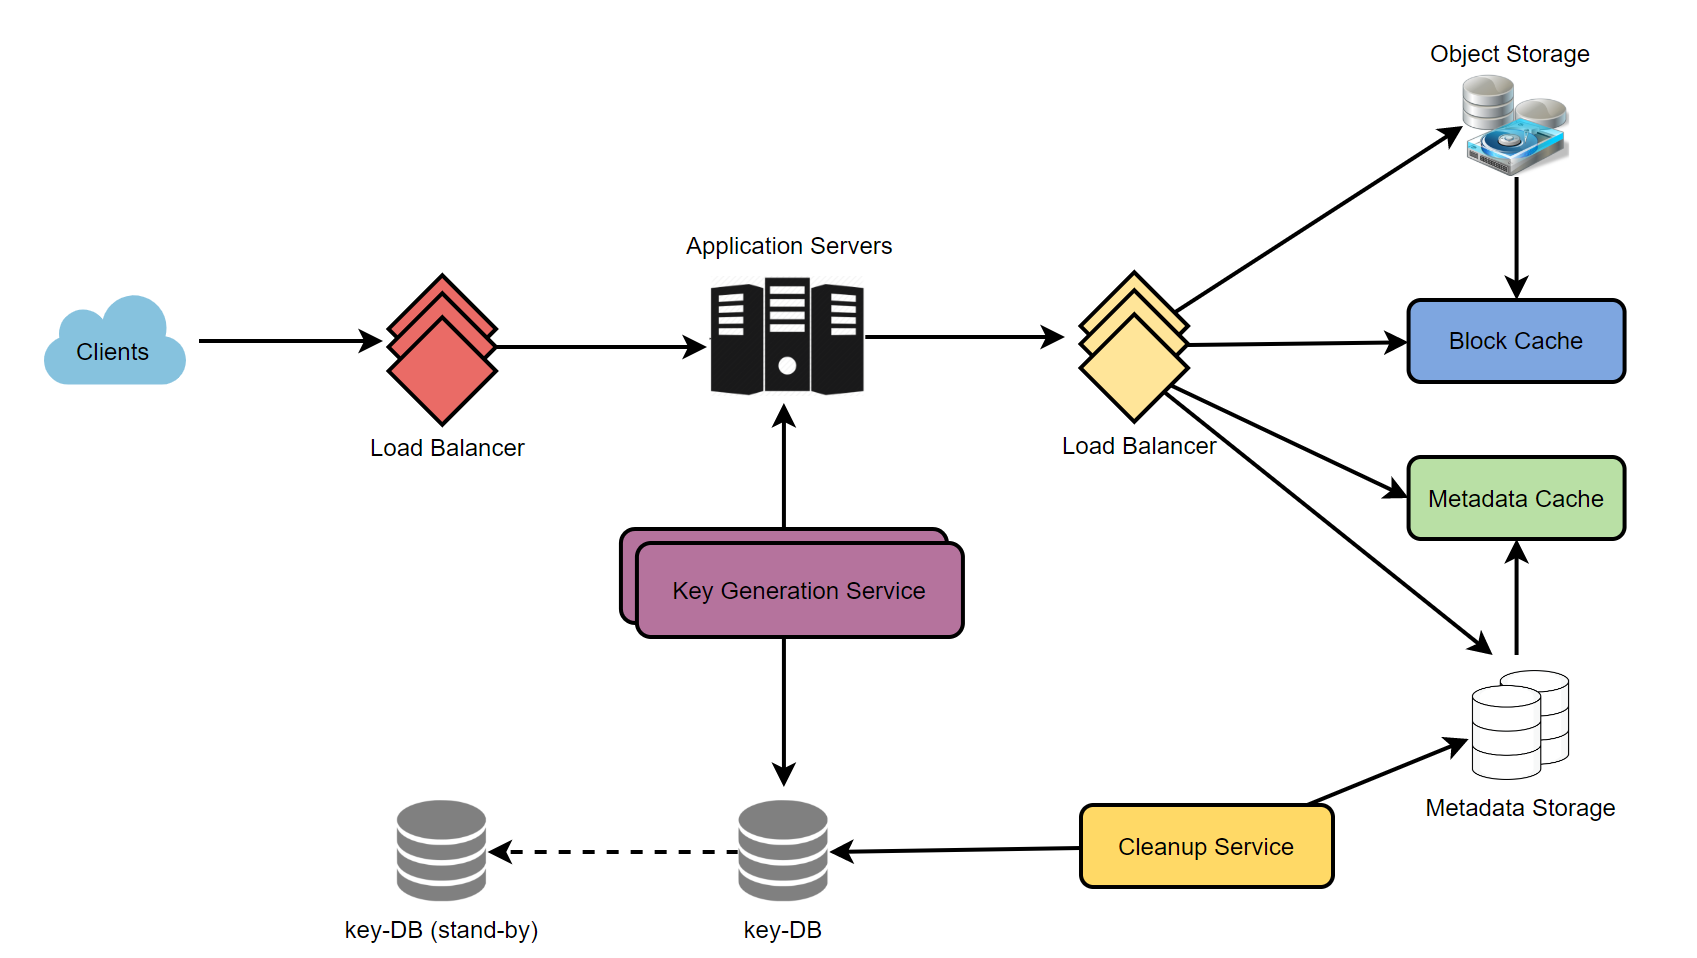 Object Storage
Application Servers
Clients
Block Cache
Load Balancer
Load Balancer
Metadata Cache
Key Generation Service
Metadata Storage
Cleanup Service
key-DB (stand-by)
key-DB